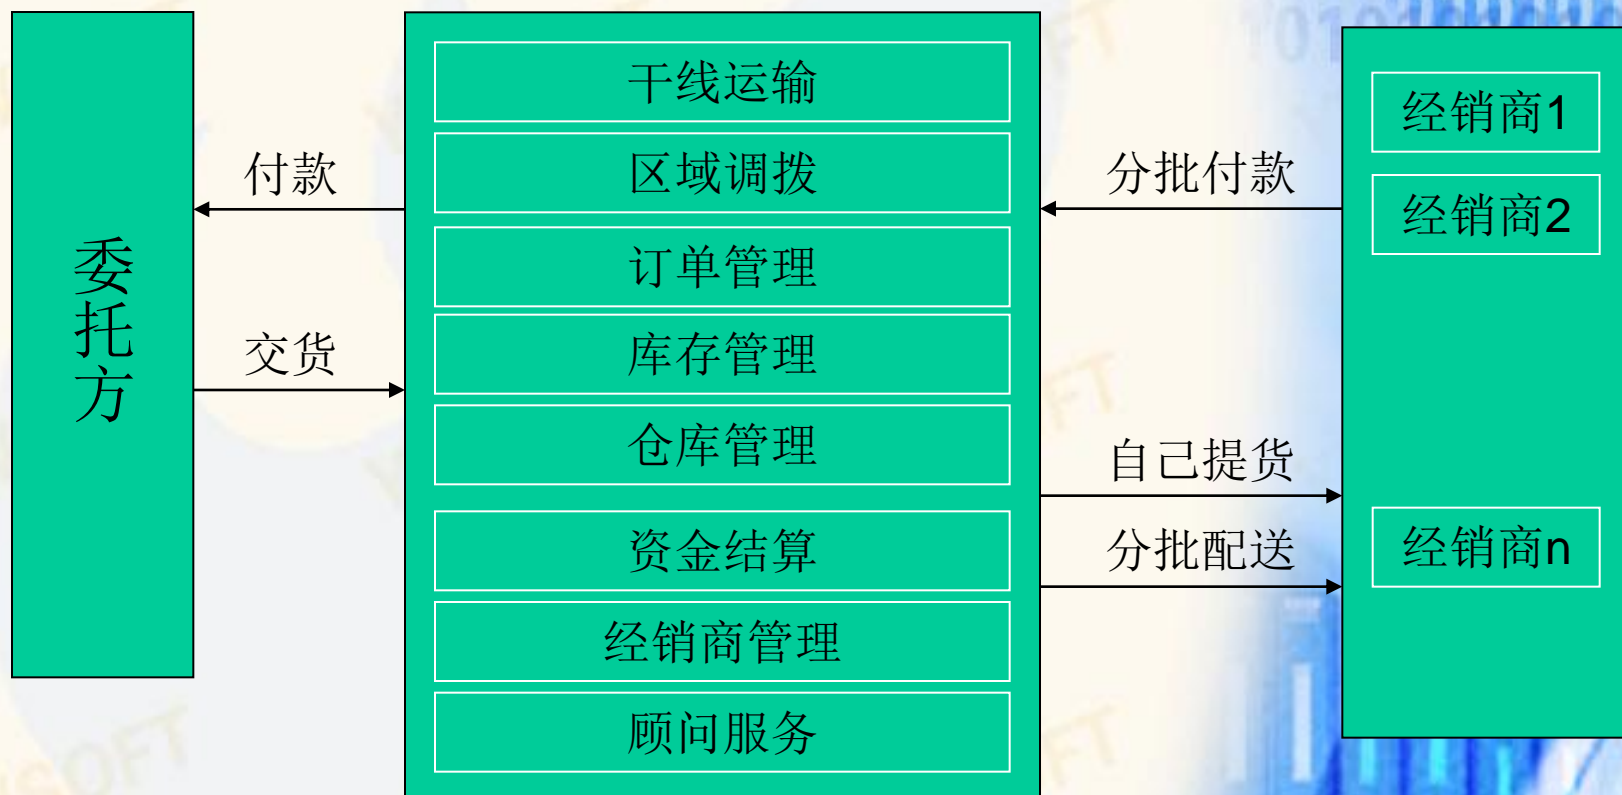 委托方
付款
交货
干线运输
区域调拨
订单管理
库存管理
仓库管理
资金结算
经销商管理
顾问服务
分批付款
自己提货
分批配送
经销商1
经销商2
经销商n